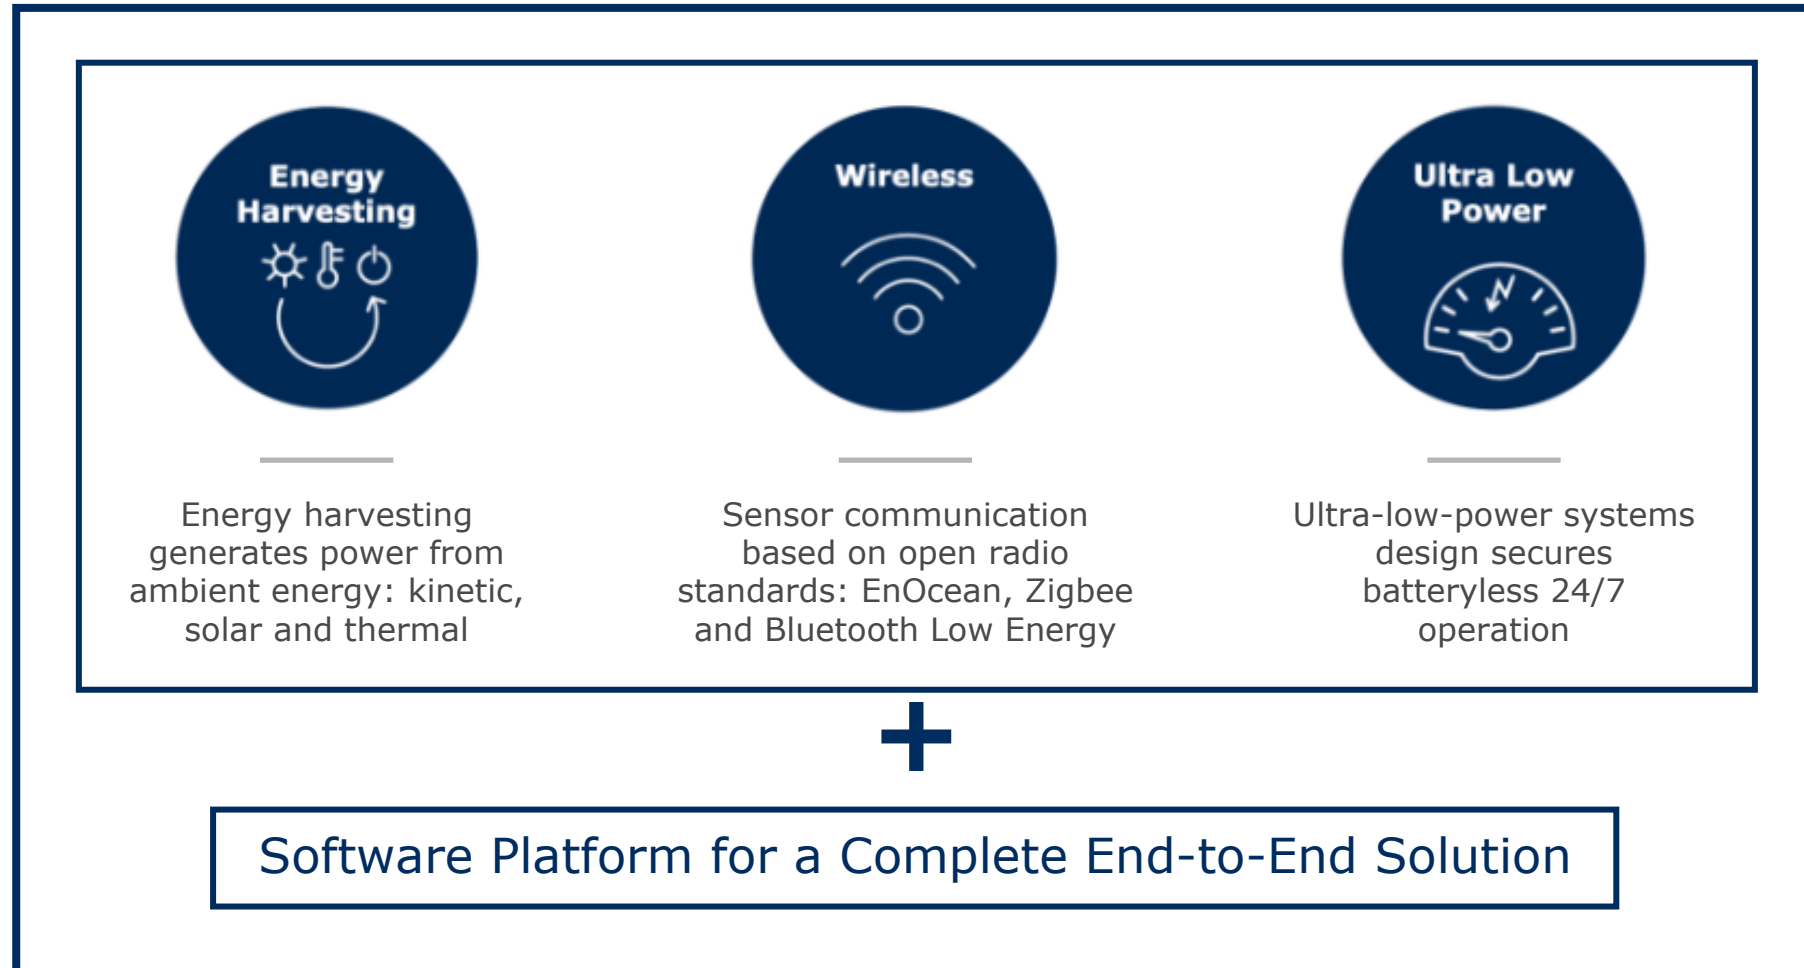 Energy
Harvesting
Energy harvesting
generates power from
ambient energy: kinetic,
solar and thermal
Wireless
Sensor communication
based on open radio
standards: EnOcean, Zigbee
and Bluetooth Low Energy
Ultra Low
Power
Ultra-low-power systems
design secures
batteryless 24/7
operation
+
Software Platform for a Complete End-to-End Solution